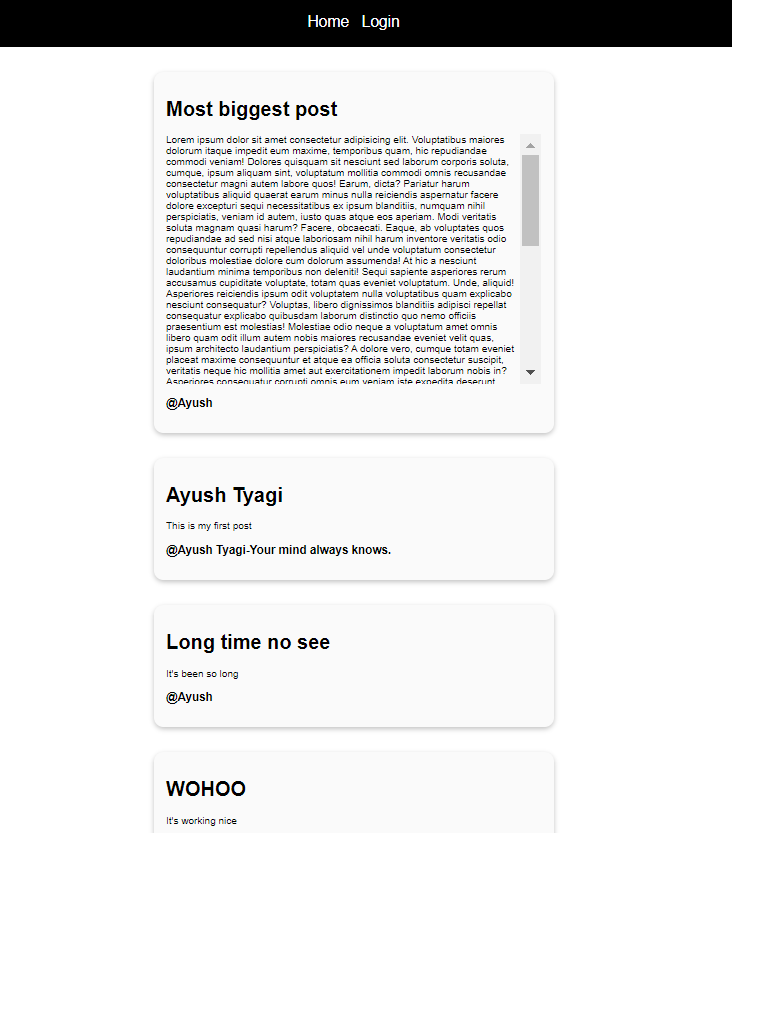 Home Login
Most biggest post
Lorem ipsum dolor sit amet consectetur adipisicing elit. Voluptatibus maiores
dolorum itaque impedit eum maxime, temporibus quam, hic repudiandae
commodi veniam! Dolores quisquam sit nesciunt sed laborum corporis soluta,
cumque, ipsum aliquam sint, voluptatum mollitia commodi omnis recusandae
consectetur magni autem labore quos! Earum, dicta? Pariatur harum
voluptatibus aliquid quaerat earum minus nulla reiciendis aspernatur facere
dolore excepturi sequi necessitatibus ex ipsum blanditiis, numquam nihil
perspiciatis, veniam id autem, iusto quas atque eos aperiam. Modi veritatis
soluta magnam quasi harum? Facere, obcaecati. Eaque, ab voluptates quos
repudiandae ad sed nisi atque laboriosam nihil harum inventore veritatis odio
consequuntur corrupti repellendus aliquid vel unde voluptatum consectetur
doloribus molestiae dolore cum dolorum assumenda! At hic a nesciunt
laudantium minima temporibus non deleniti! Sequi sapiente asperiores rerum
accusamus cupiditate voluptate, totam quas eveniet voluptatum. Unde, aliquid!
Asperiores reiciendis ipsum odit voluptatem nulla voluptatibus quam explicabo
nesciunt consequatur? Voluptas, libero dignissimos blanditiis adipisci repellat
consequatur explicabo quibusdam laborum distinctio quo nemo officiis
praesentium est molestias! Molestiae odio neque a voluptatum amet omnis
libero quam odit illum autem nobis maiores recusandae eveniet velit quas,
ipsum architecto laudantium perspiciatis? A dolore vero, cumque totam eveniet
placeat maxime consequuntur et atque ea officia soluta consectetur suscipit,
veritatis neque hic mollitia amet aut exercitationem impedit laborum nobis in?
Asperiores consequatur corrupti omnis eum veniam iste expedita deserunt
@Ayush
Ayush Tyagi
This is my first post
@Ayush Tyagi-Your mind always knows.
Long time no see
It's been so long
@Ayush
WOHOO
It's working nice